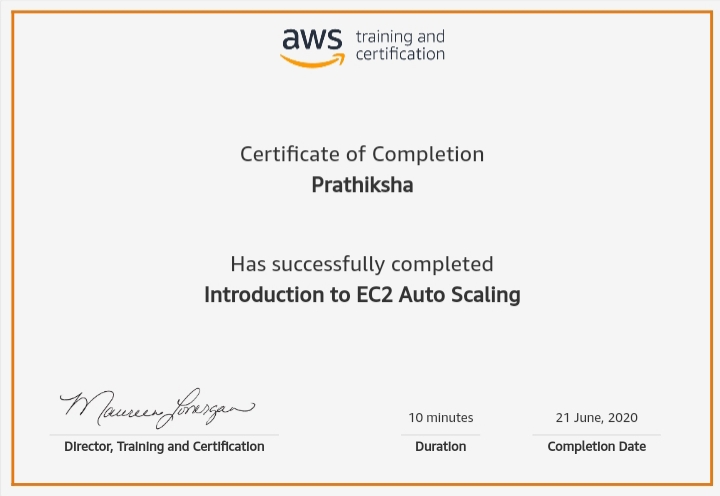 aws training and
certification
Certificate of Completion
Prathiksha
Has successfully completed
Introduction to EC2 Auto Scaling
Maureen Lonergan
Director, Training and Certification
10 minutes
Duration
21 June, 2020
Completion Date